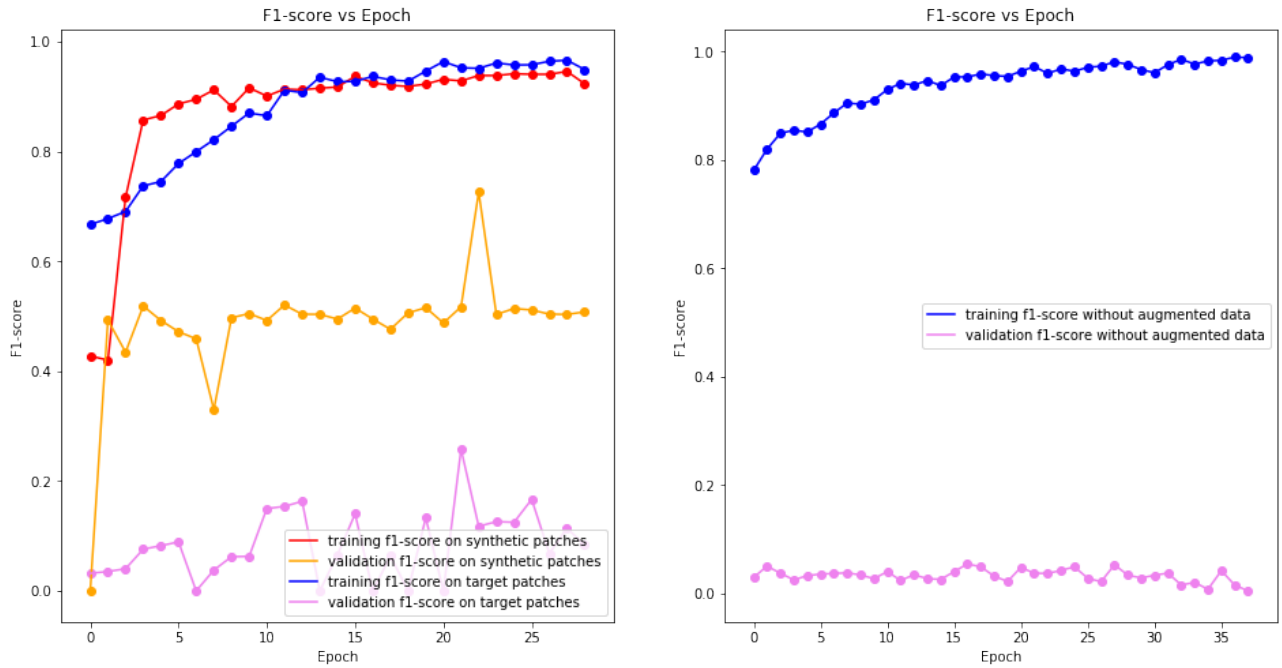 F1-score vs Epoch
1.0
0.8
0.6
0.4
0.2
0.0
F1-score
0 5 10 15 20 25
Epoch
training f1-score on synthetic patches
validation f1-score on synthetic patches
training f1-score on target patches
validation f1-score on target patches
F1-score vs Epoch
1.0
0.8
0.6
0.4
0.2
0.0
F1-score
0 5 10 15 20 25 30 35
Epoch
training f1-score without augmented data
validation f1-score without augmented data